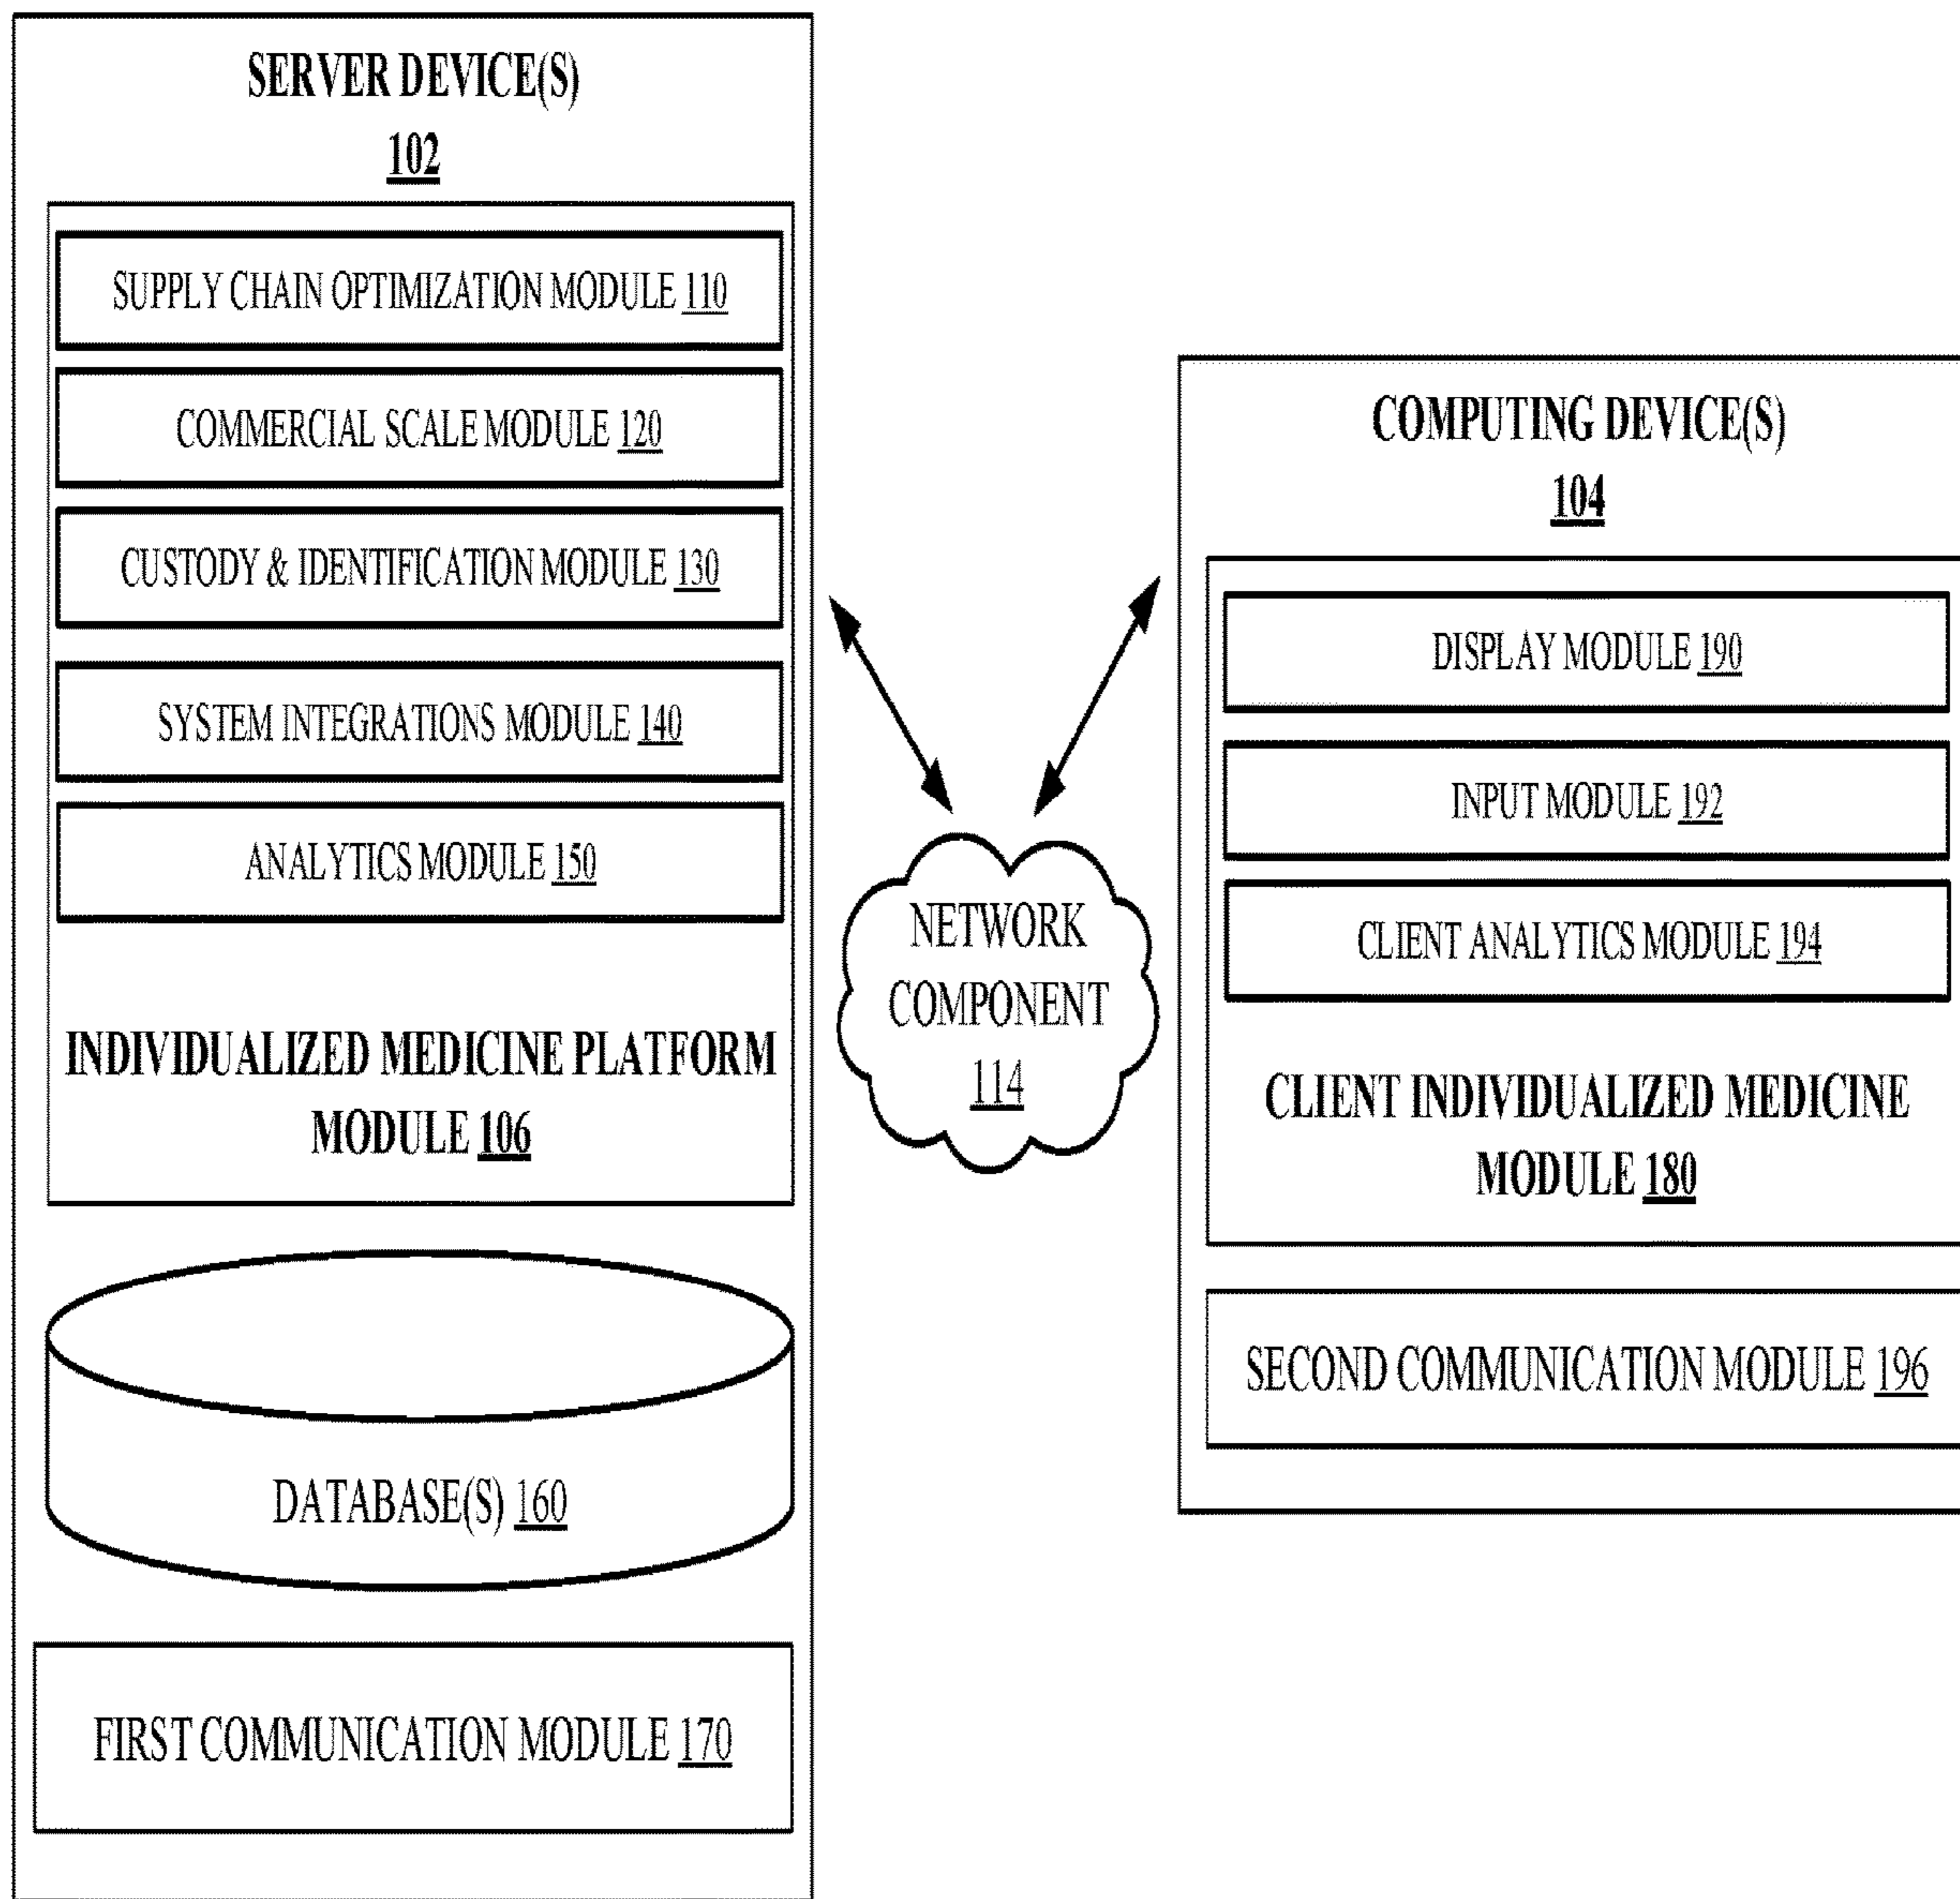 SERVER DEVICE(S)
102
SUPPLY CHAIN OPTIMIZATION MODULE 110
COMMERCIAL SCALE MODULE 120
CUSTODY & IDENTIFICATION MODULE 130
SYSTEM INTEGRATIONS MODULE 140
ANALYTICS MODULE 150
INDIVIDUALIZED MEDICINE PLATFORM
MODULE 106
DATABASE(S) 160
FIRST COMMUNICATION MODULE 170
NETWORK
COMPONENT
114
COMPUTING DEVICE(S)
104
DISPLAY MODULE 190
INPUT MODULE 192
CLIENT ANALYTICS MODULE 194
CLIENT INDIVIDUALIZED MEDICINE
MODULE 180
SECOND COMMUNICATION MODULE 196